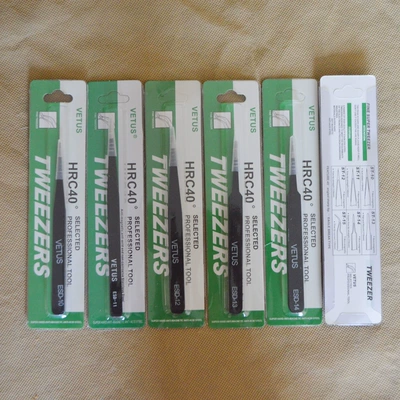 VETUS
HRC40°
SELECTED
PROFESSIONAL TOOL
TWEEZERS
VETUS
ESD-10
VETUS®
HRC40°
SELECTED
PROFESSIONAL TOOL
TWEEZERS
VETUS
ESD-11
VETUS
HRC40°
SELECTED
PROFESSIONAL TOOL
TWEEZERS
VETUS
ESD-12
VETUS
HRC40°
SELECTED
PROFESSIONAL TOOL
TWEEZERS
VETUS
ESD-13
VETUS
HRC40°
SELECTED
PROFESSIONAL TOOL
TWEEZERS
VETUS
ESD-14
TWEEZER